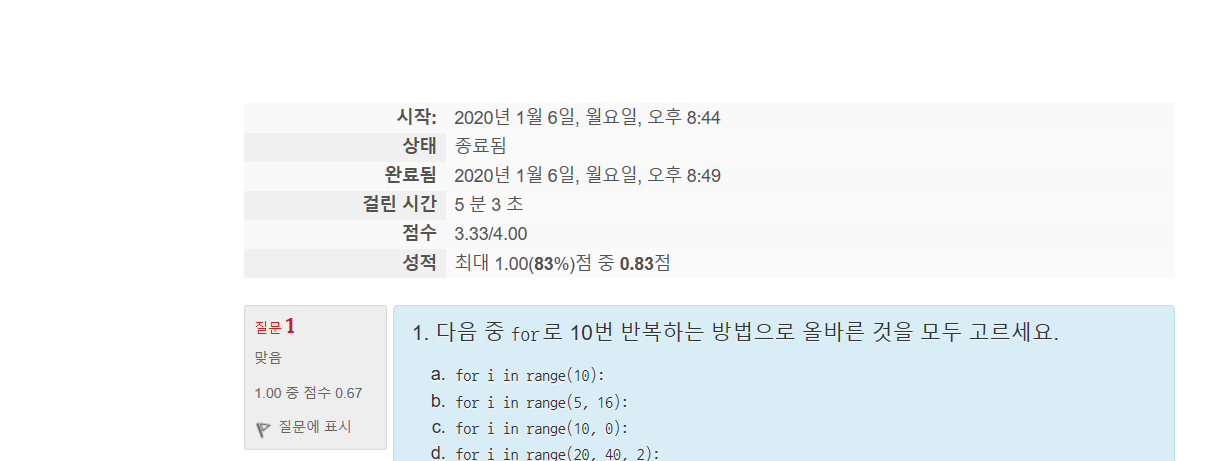 시작: 2020년 1월 6일, 월요일, 오후 8:44
상태 종료됨
완료됨 2020년 1월 6일, 월요일, 오후 8:49
걸린 시간 5 분 3 초
점수 3.33/4.00
성적 최대 1.00(83%)점 중 0.83점
질문 1
맞음
1.00 중 점수 0.67
질문에 표시
1. 다음 중 for로 10번 반복하는 방법으로 올바른 것을 모두 고르세요.
a. for i in range(10):
b. for i in range(5, 16):
c. for i in range(10, 0):
d. for i in range(20, 40, 2):